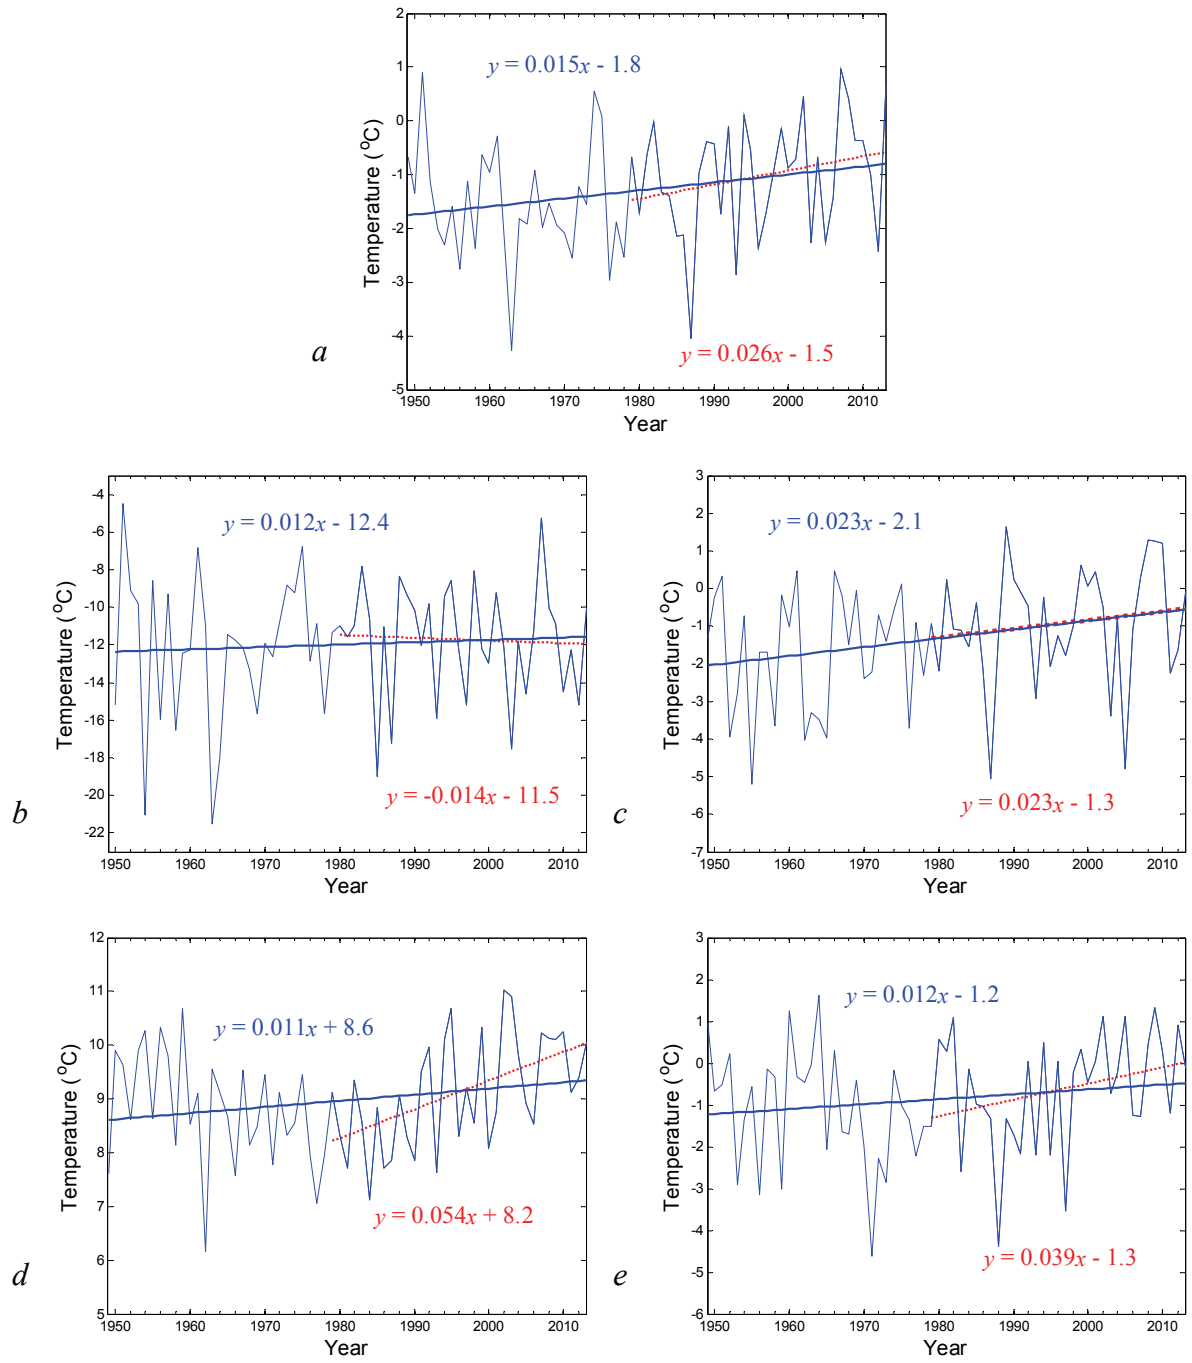 2
1
0
-1
-2
-3
-4
-5
Temperature (°C)
y = 0.015x - 1.8
y = 0.026x - 1.5
1950 1960 1970 1980 1990 2000 2010
Year
a
-4
-6
-8
-10
-12
-14
-16
-18
-20
-22
Temperature (°C)
y = 0.012x - 12.4
y = -0.014x - 11.5
1950 1960 1970 1980 1990 2000 2010
Year
b
3
2
1
0
-1
-2
-3
-4
-5
-6
-7
Temperature (°C)
y = 0.023x - 2.1
y = 0.023x - 1.3
1950 1960 1970 1980 1990 2000 2010
Year
c
12
11
10
9
8
7
6
5
Temperature (°C)
y = 0.011x + 8.6
y = 0.054x + 8.2
1950 1960 1970 1980 1990 2000 2010
Year
d
3
2
1
0
-1
-2
-3
-4
-5
-6
Temperature (°C)
y = 0.012x - 1.2
y = 0.039x - 1.3
1950 1960 1970 1980 1990 2000 2010
Year
e